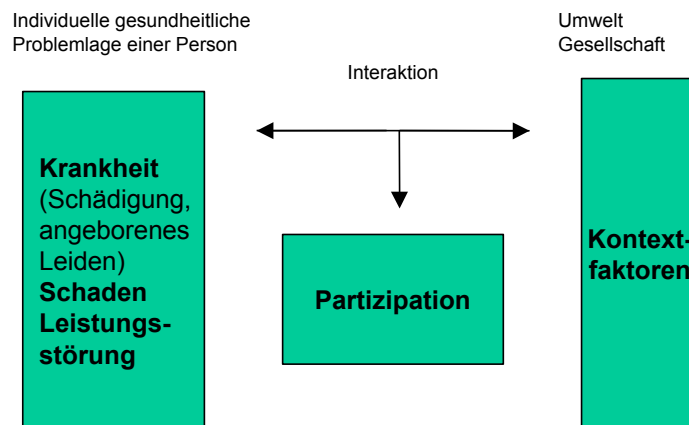 Individuelle gesundheitliche
Problemlage einer Person
Umwelt
Gesellschaft
Interaktion
Krankheit
(Schädigung,
angeborenes
Leiden)
Schaden
Leistungs-
störung
Partizipation
Kontext-
faktoren